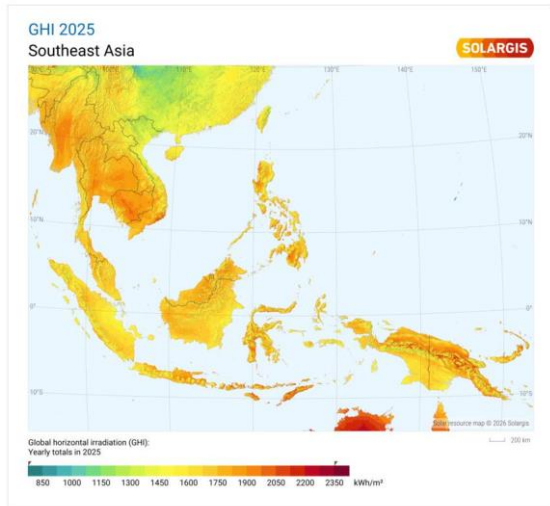 GHI 2025
Southeast Asia
SOLARGIS
110°E
120°E
130°E
140°E
150°E
20°N
20°N
10°N
10°N
0°
0°
10°S
10°S
Solar resource map © 2026 Solargis
200 km
Global horizontal irradiation (GHI):
Yearly totals in 2025
850 1000 1150 1300 1450 1600 1750 1900 2050 2200 2350 kWh/m²